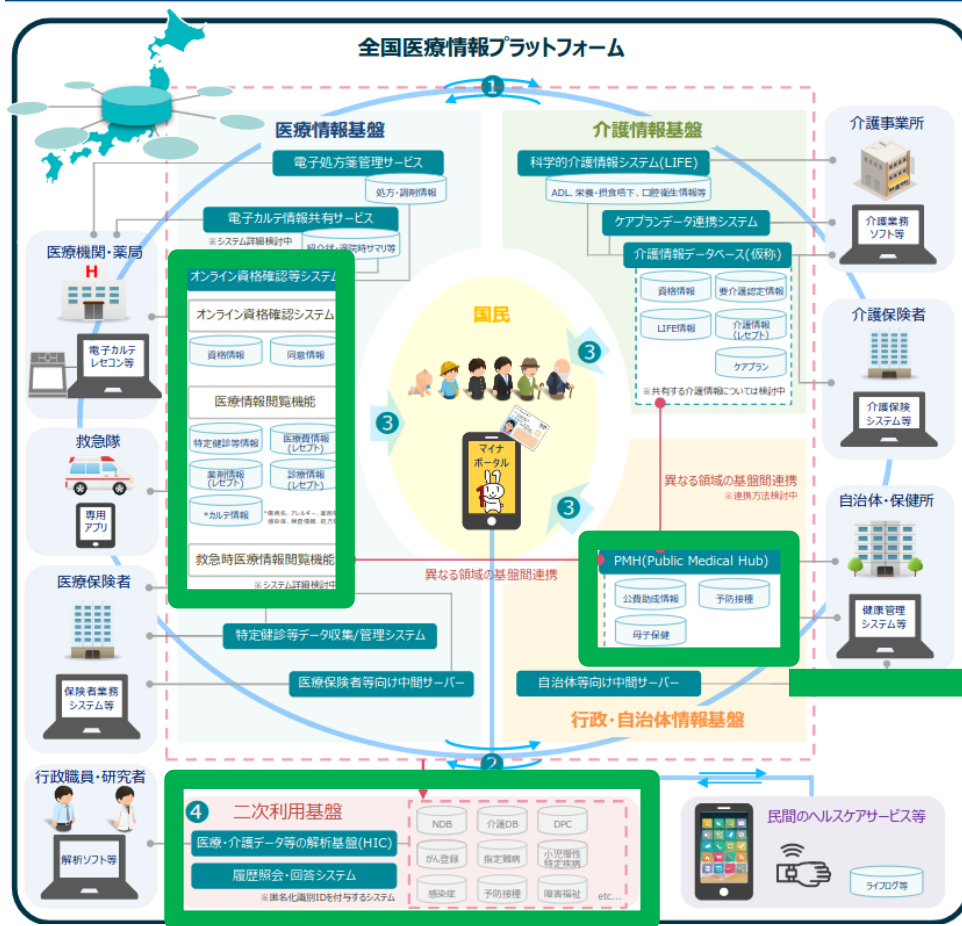 全国医療情報プラットフォーム
1
医療情報基盤
電子処方箋管理サービス
処方・調剤情報
電子カルテ情報共有サービス
※システム詳細検討中
紹介状・退院時サマリ等
オンライン資格確認等システム
オンライン資格確認システム
資格情報
同意情報
医療情報閲覧機能
特定健診等情報
医療費情報
(レセプト)
薬剤情報
(レセプト)
診療情報
(レセプト)
*カルテ情報
救急時医療情報閲覧機能
※システム詳細検討中
特定健診等データ収集/管理システム
医療保険者等向け中間サーバー
介護情報基盤
科学的介護情報システム(LIFE)
ADL、栄養・摂食嚥下、口腔衛生情報等
ケアプランデータ連携システム
介護情報データベース(仮称)
資格情報
要介護認定情報
LIFE情報
介護情報
(レセプト)
ケアプラン
※共有する介護情報については検討中
国民
3
3
3
マイナ
ポータル
異なる領域の基盤間連携
※連携方法検討中
異なる領域の基盤間連携
PMH(Public Medical Hub)
公費助成情報
予防接種
母子保健
自治体等向け中間サーバー
行政・自治体情報基盤
2
医療機関・薬局
H
電子カルテ
レセコン等
救急隊
専用
アプリ
医療保険者
保険者業務
システム等
行政職員・研究者
解析ソフト等
介護事業所
介護業務
ソフト等
介護保険者
介護保険
システム等
自治体・保健所
健康管理
システム等
4
二次利用基盤
医療・介護データ等の解析基盤(HIC)
履歴照会・回答システム
※匿名化識別IDを付与するシステム
NDB
介護DB
DPC
がん登録
指定難病
小児慢性
特定疾病
感染症
予防接種
障害福祉
etc...
民間のヘルスケアサービス等
ライフログ等